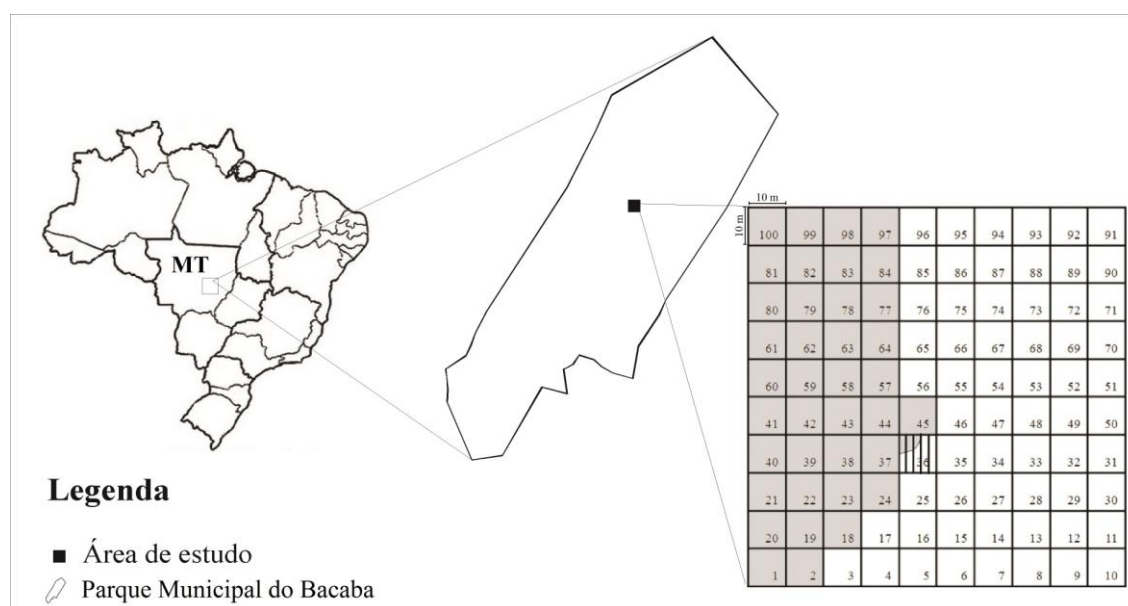 MT
10 m
10 m
100 99 98 97 96 95 94 93 92 91
81 82 83 84 85 86 87 88 89 90
80 79 78 77 76 75 74 73 72 71
61 62 63 64 65 66 67 68 69 70
60 59 58 57 56 55 54 53 52 51
41 42 43 44 45 46 47 48 49 50
40 39 38 37 36 35 34 33 32 31
21 22 23 24 25 26 27 28 29 30
20 19 18 17 16 15 14 13 12 11
1 2 3 4 5 6 7 8 9 10
Legenda
Área de estudo
Parque Municipal do Bacaba